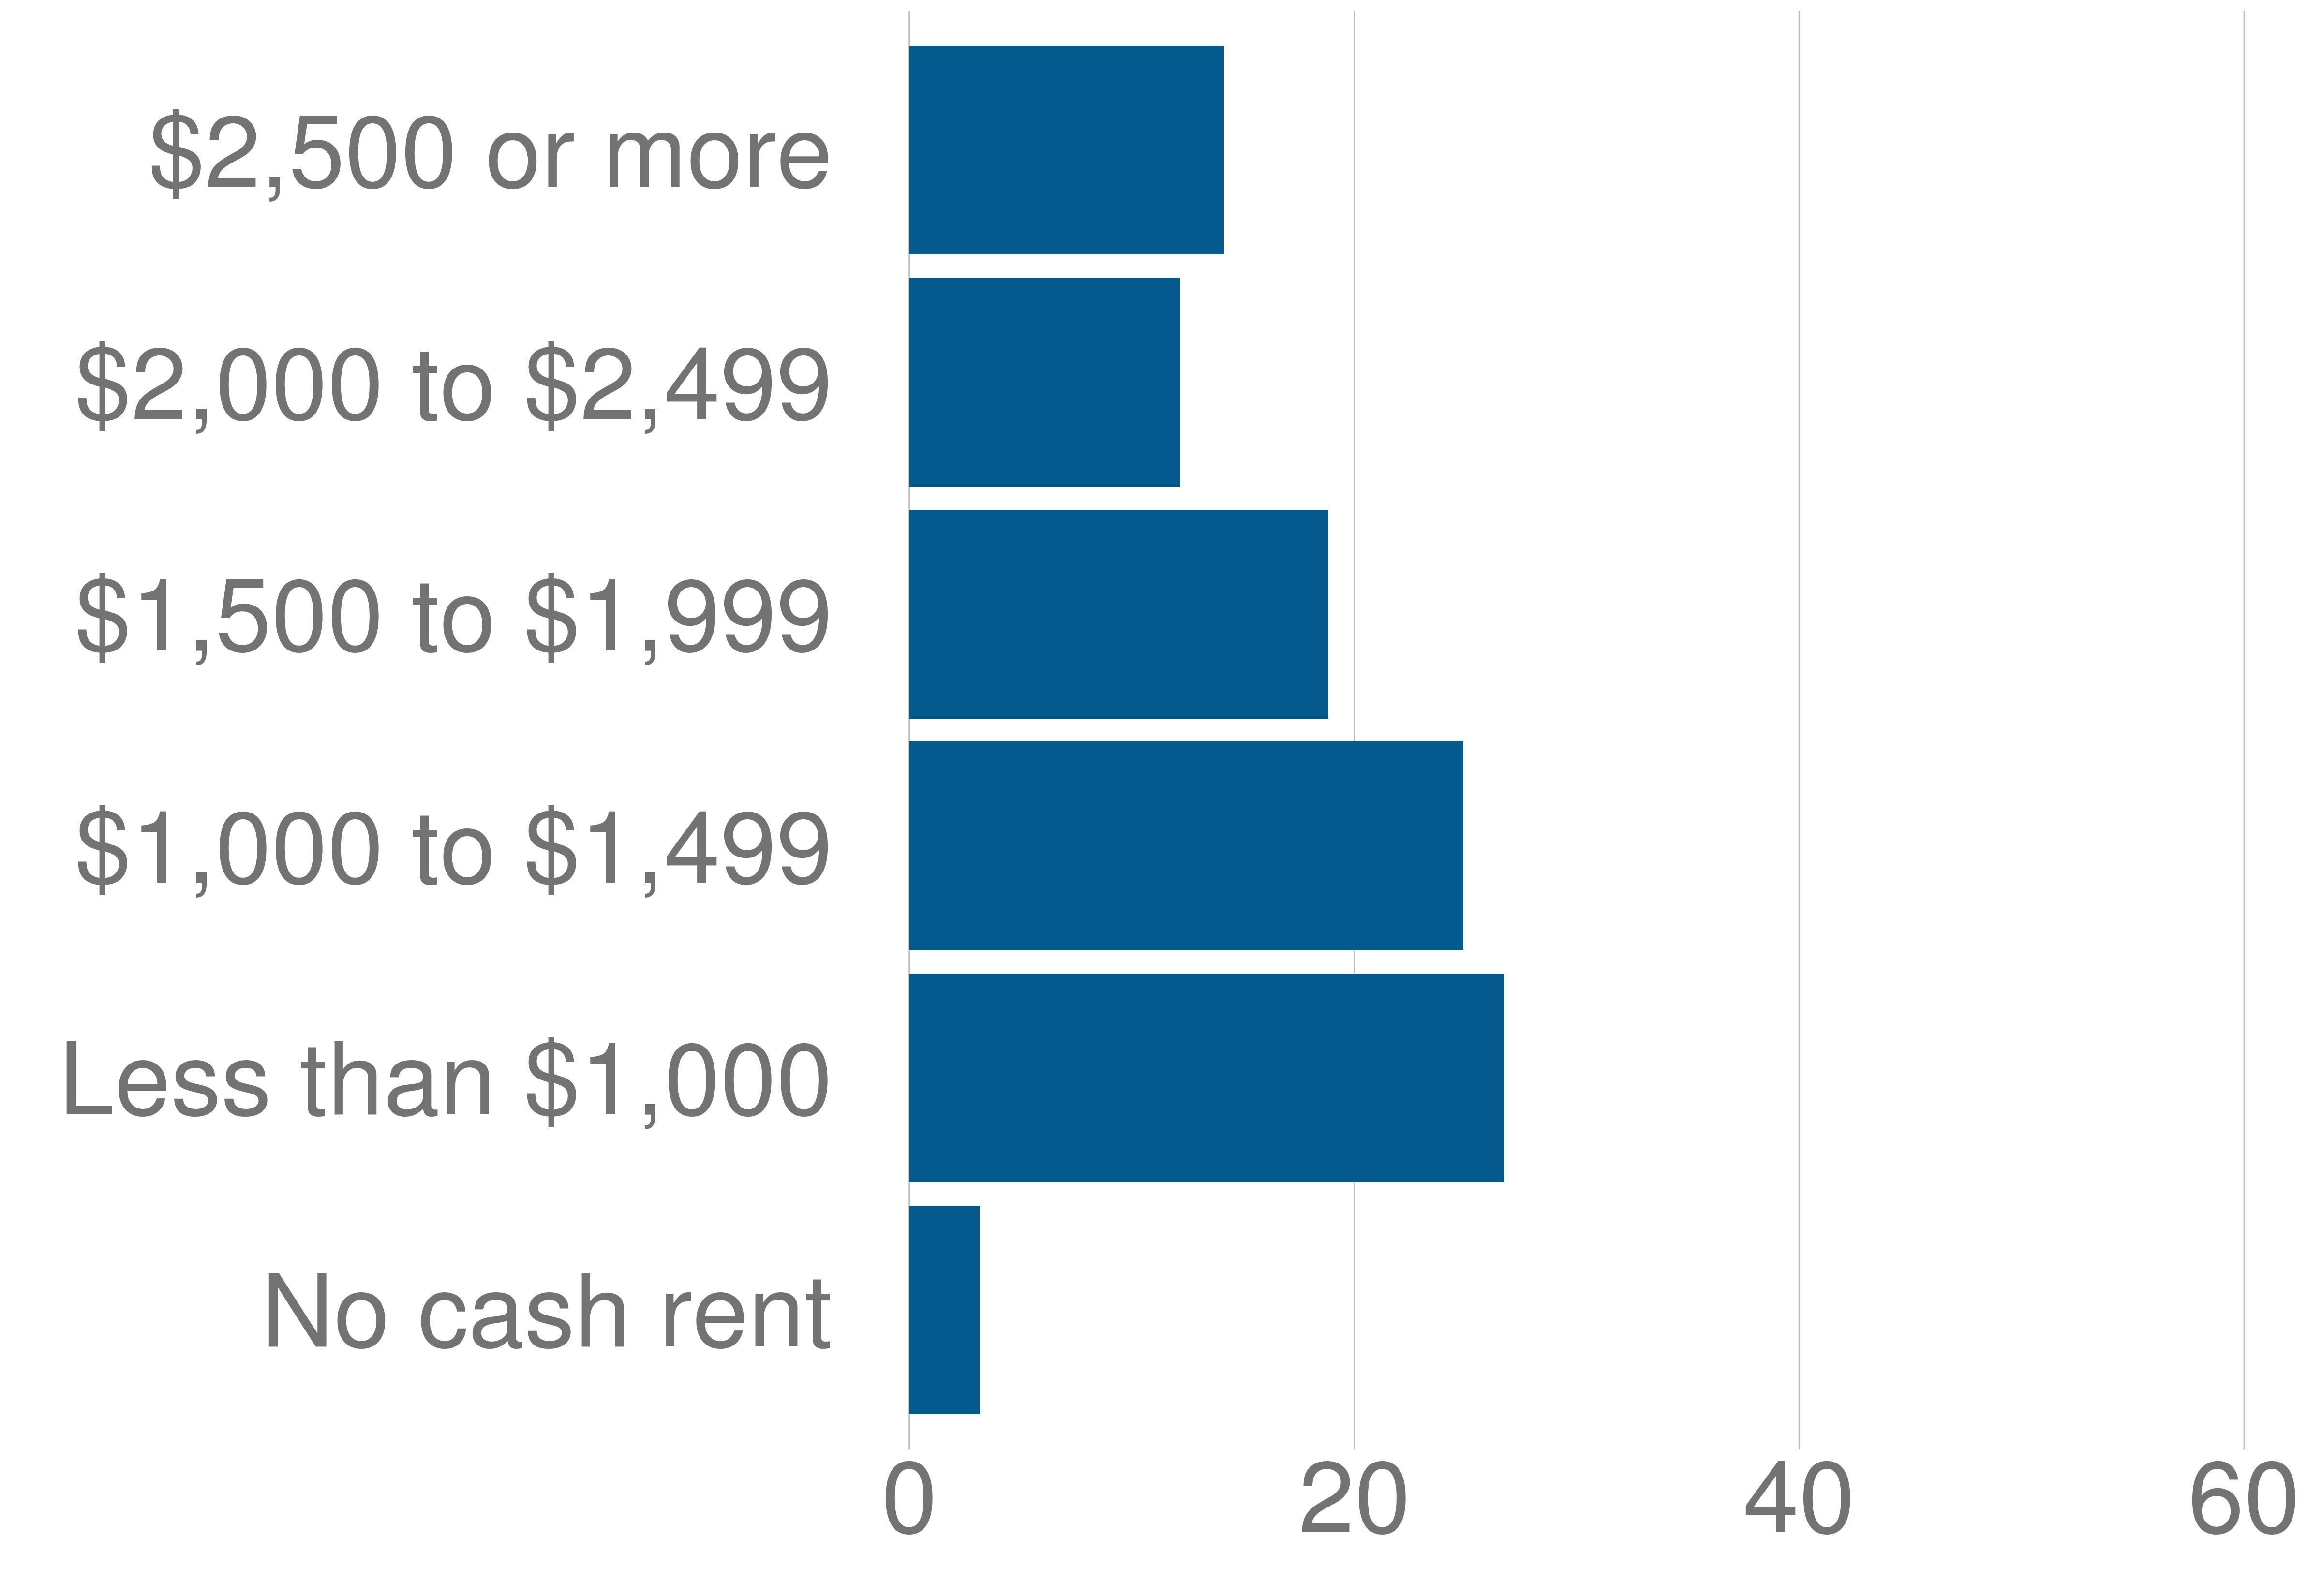 $2,500 or more
$2,000 to $2,499
$1,500 to $1,999
$1,000 to $1,499
Less than $1,000
No cash rent
0 20 40 60